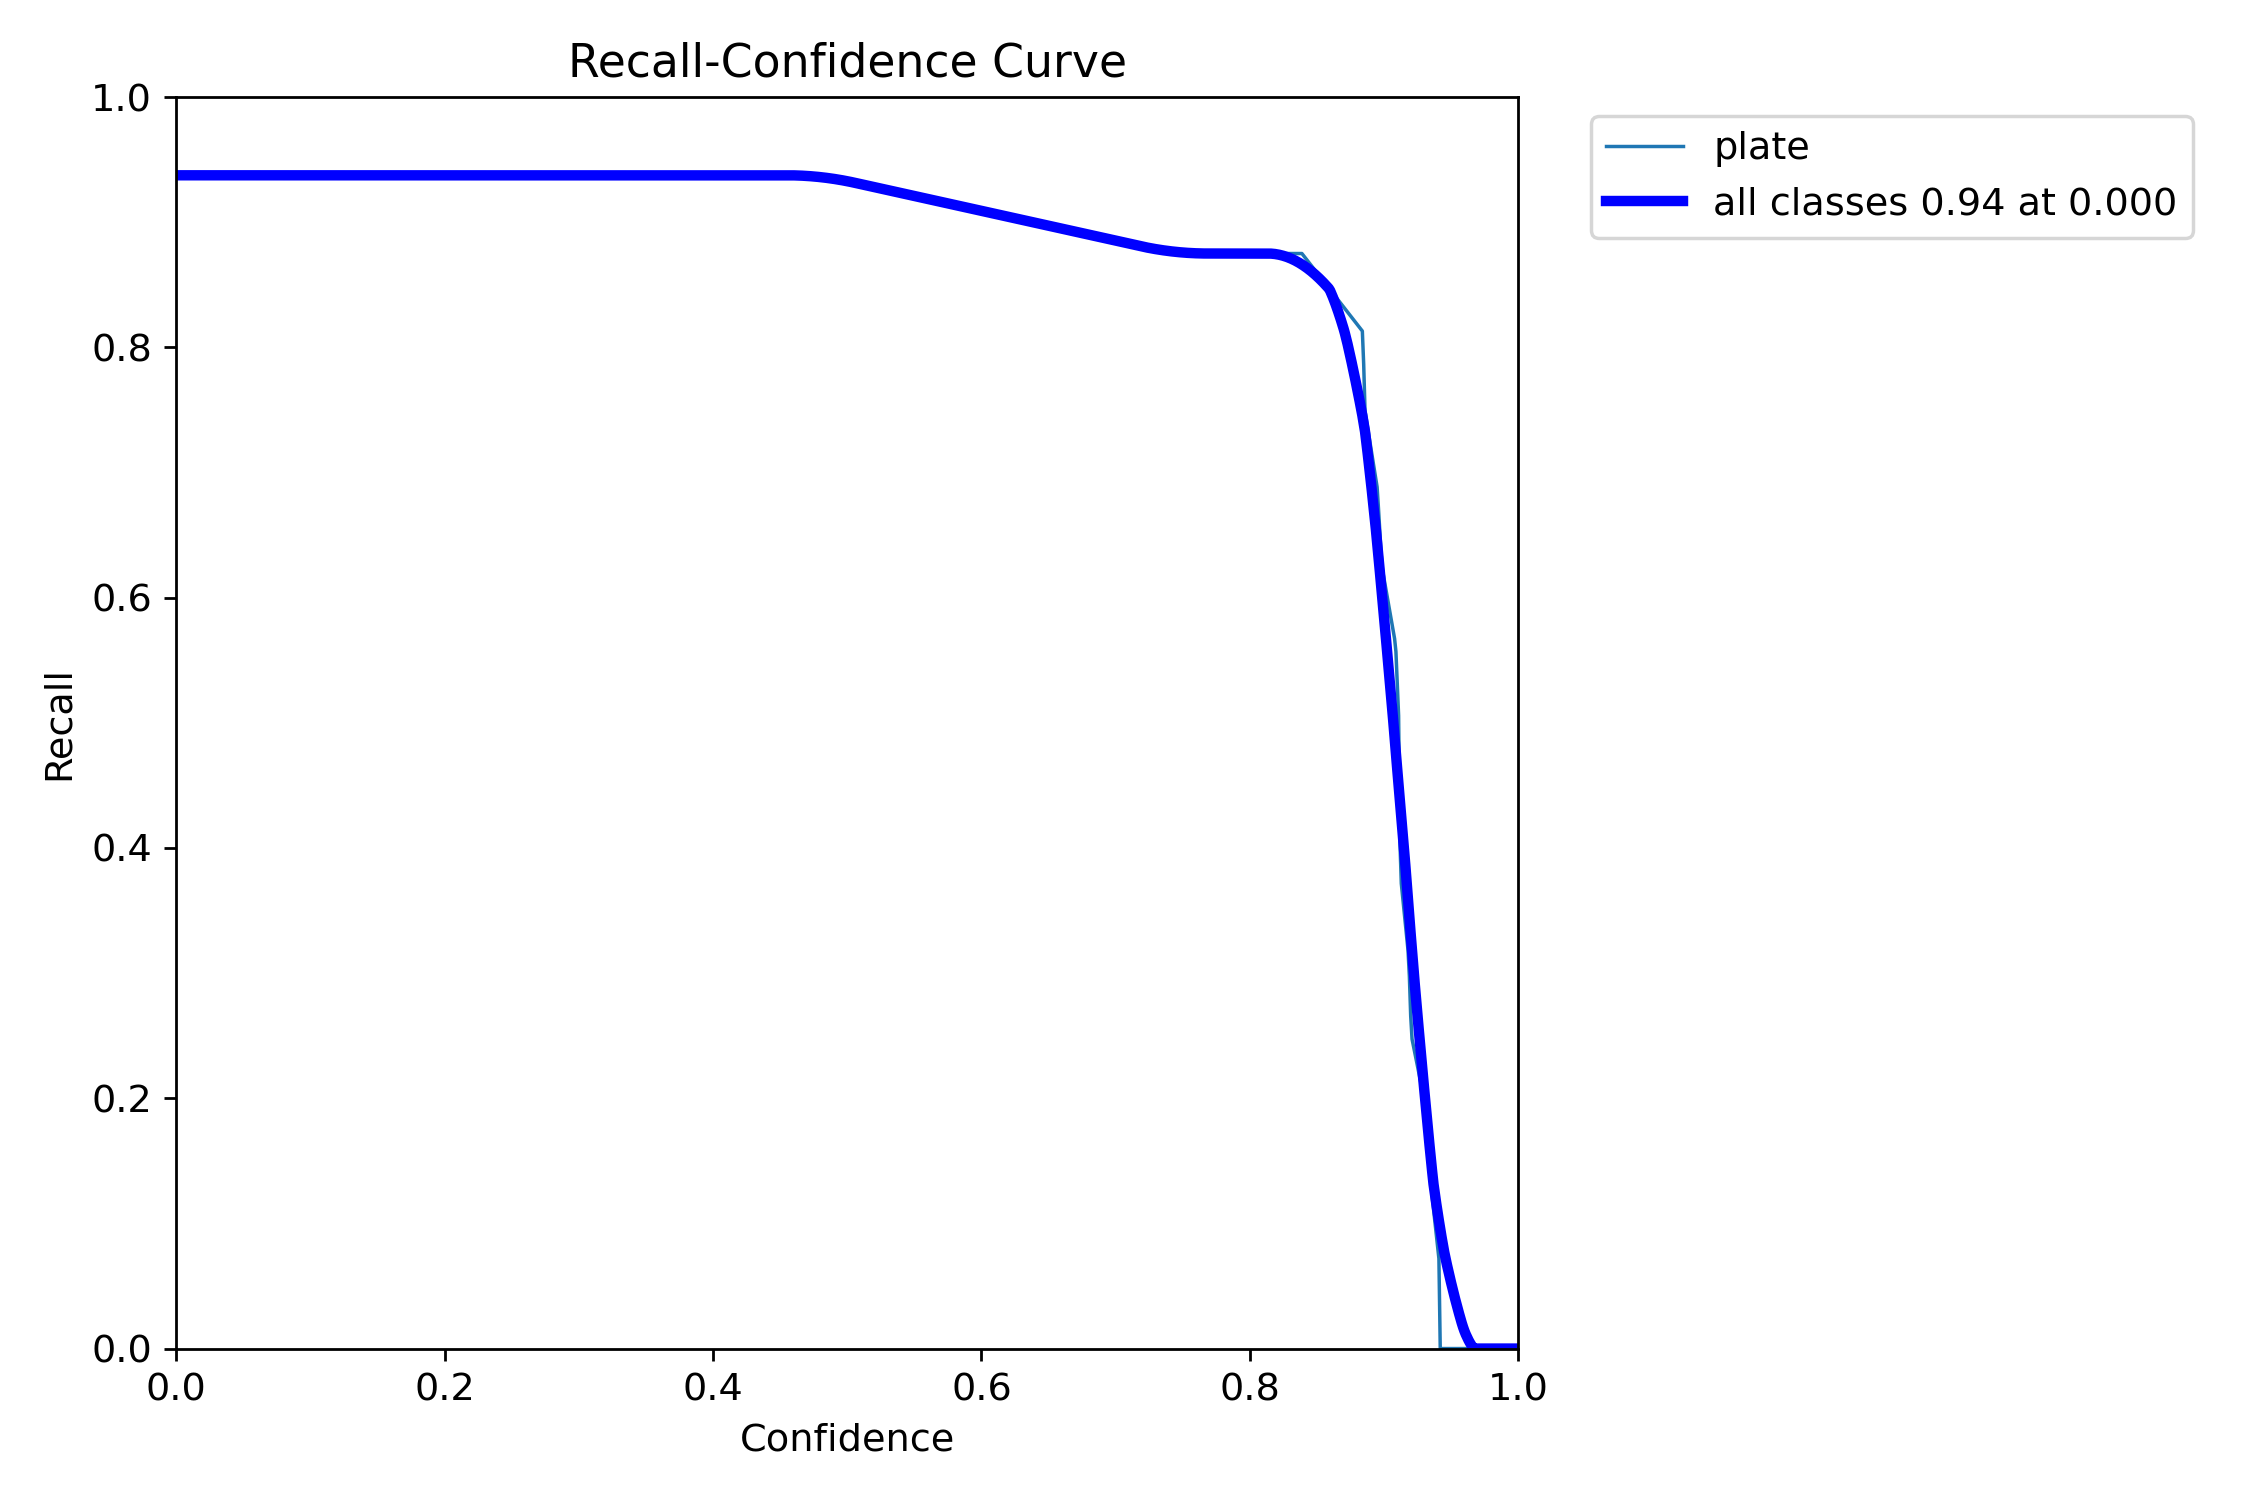 Recall-Confidence Curve
1.0
0.8
0.6
0.4
0.2
0.0
Recall
0.0 0.2 0.4 0.6 0.8 1.0
Confidence
plate
all classes 0.94 at 0.000